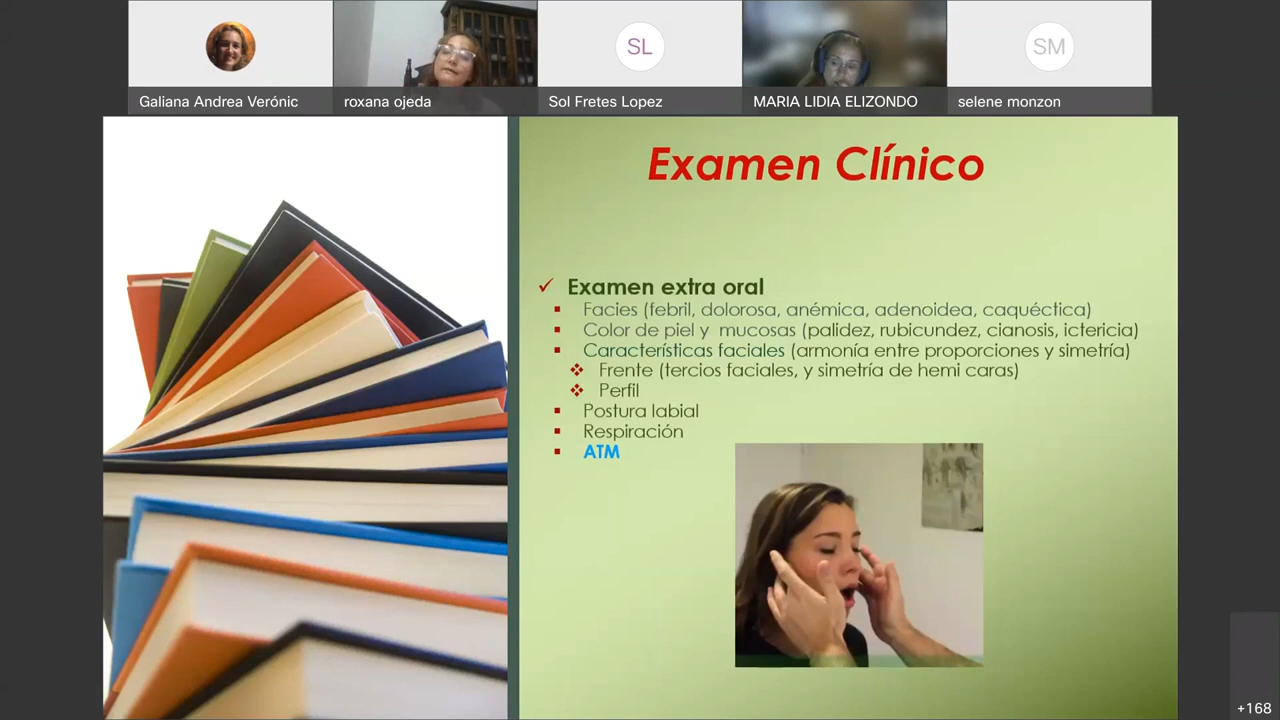 SL
SM
Galiana Andrea Verónic
roxana ojeda
Sol Fretes Lopez
MARIA LIDIA ELIZONDO
selene monzon
Examen Clínico
✓ Examen extra oral
▪ Facies (febril, dolorosa, anémica, adenoidea, caquéctica)
▪ Color de piel y mucosas (palidez, rubicundez, cianosis, ictericia)
▪ Características faciales (armonía entre proporciones y simetría)
❖ Frente (tercios faciales, y simetría de hemi caras)
❖ Perfil
▪ Postura labial
▪ Respiración
▪ ATM
+168